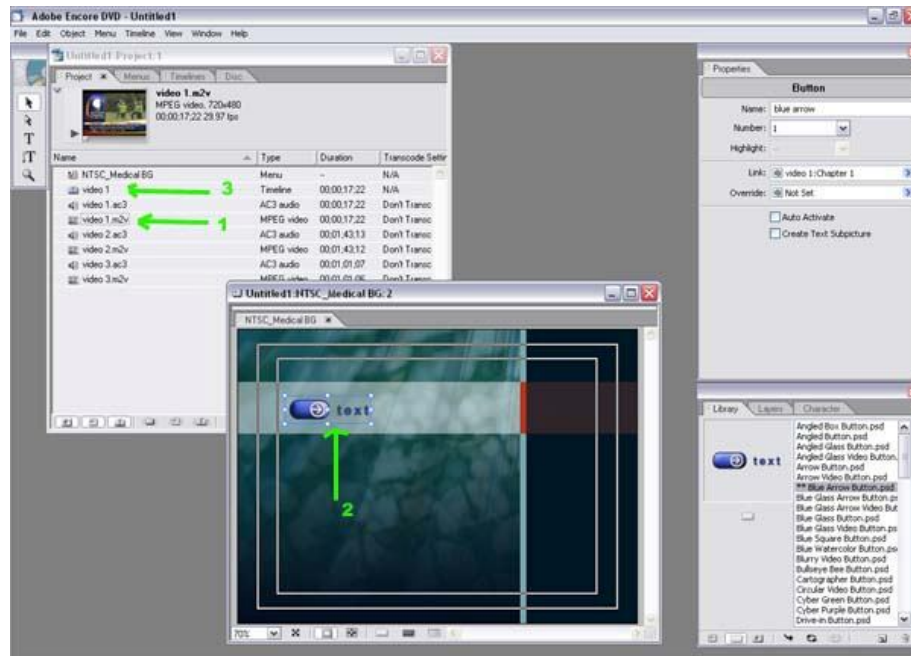 Adobe Encore DVD - Untitled1
File Edit Object Menu Timeline View Window Help
Untitled1 Project:1
Project Menus Timelines Disc
video 1.m2v
MPEG video, 720x480
00;00;17;22 29.97 fps
Name Type Duration Transcode Settin
NTSC_Medical BG Menu - N/A
video 1 Timeline 00;00;17;22 N/A
3
video 1.ac3 AC3 audio 00;00;17;22 Don't Transc
video 1.m2v MPEG video 00;00;17;22 Don't Transc
1
video 2.ac3 AC3 audio 00;01;43;13 Don't Transc
video 2.m2v MPEG video 00;01;43;12 Don't Transc
video 3.ac3 AC3 audio 00;01;01;07 Don't Transc
video 3.m2v MPEG video 00;01;01;06 Don't Transc
Untitled1:NTSC_Medical BG: 2
NTSC_Medical BG
text
2
70%
Properties
Button
Name: blue arrow
Number: 1
Highlight: -
Link: video 1:Chapter 1
Override: Not Set
Auto Activate
Create Text Subpicture
Library Layers Character
text
Angled Box Button.psd
Angled Button.psd
Angled Glass Button.psd
Angled Glass Video Button.
Arrow Button.psd
Arrow Video Button.psd
** Blue Arrow Button.psd
Blue Glass Arrow Button.ps
Blue Glass Arrow Video But
Blue Glass Button.psd
Blue Glass Video Button.ps
Blue Square Button.psd
Blue Watercolor Button.psd
Blurry Video Button.psd
Bullseye Bee Button.psd
Cartographer Button.psd
Circular Video Button.psd
Cyber Green Button.psd
Cyber Purple Button.psd
Drive-in Button.psd